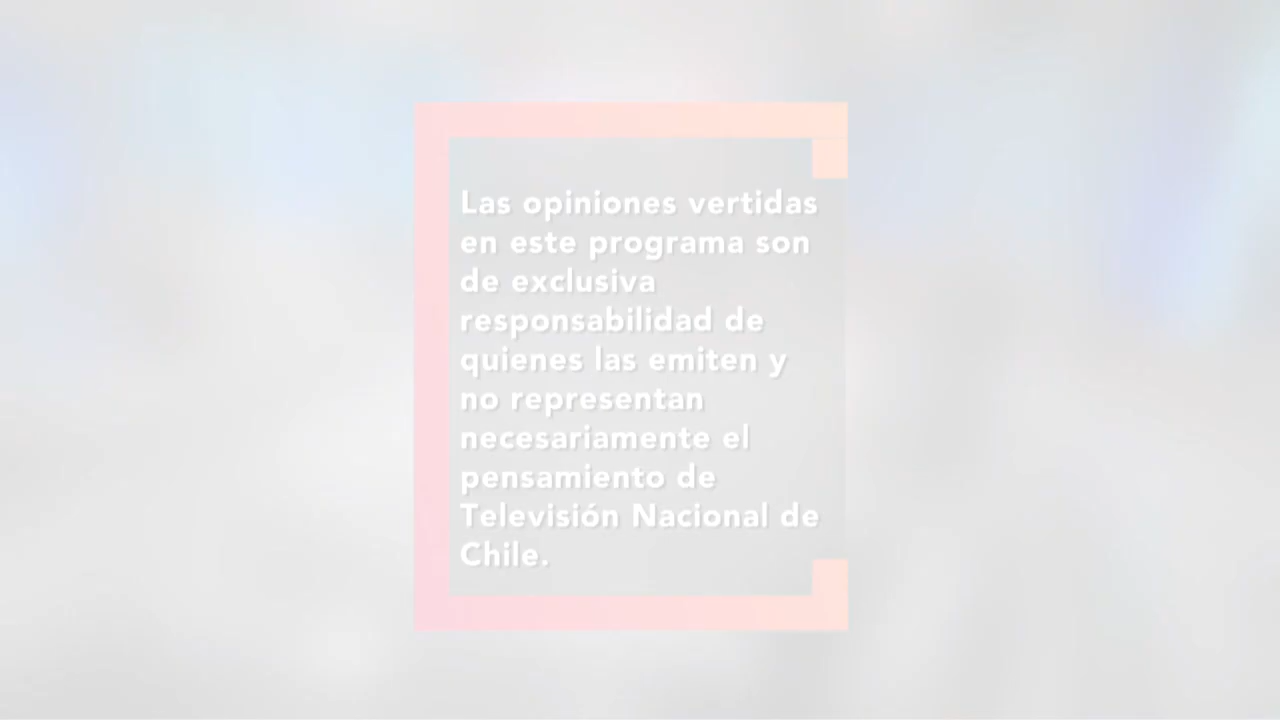 Las opiniones vertidas
en este programa son
de exclusiva
responsabilidad de
quienes las emiten y
no representan
necesariamente el
pensamiento de
Televisión Nacional de
Chile.